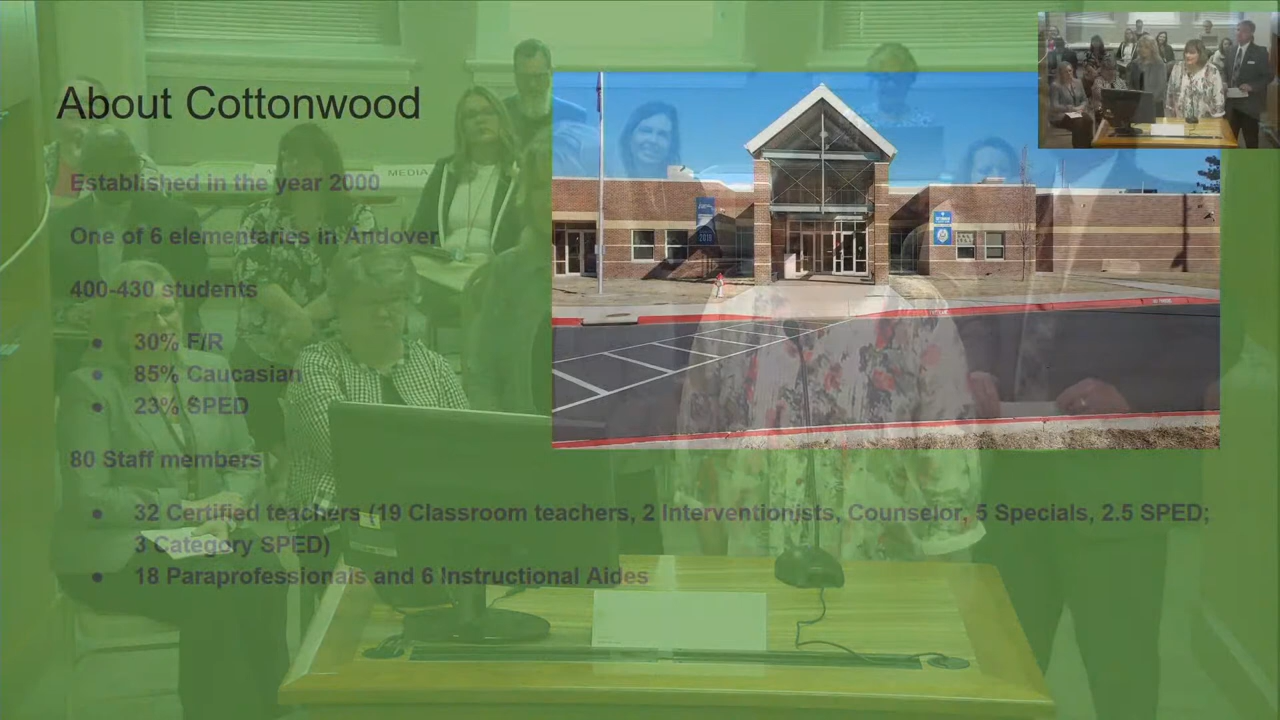 About Cottonwood
Established in the year 2000
MEDIA
One of 6 elementaries in Andover
400-430 students
● 30% F/R
● 85% Caucasian
● 23% SPED
80 Staff members
● 32 Certified teachers (19 Classroom teachers, 2 Interventionists, Counselor, 5 Specials, 2.5 SPED;
3 Category SPED)
● 18 Paraprofessionals and 6 Instructional Aides